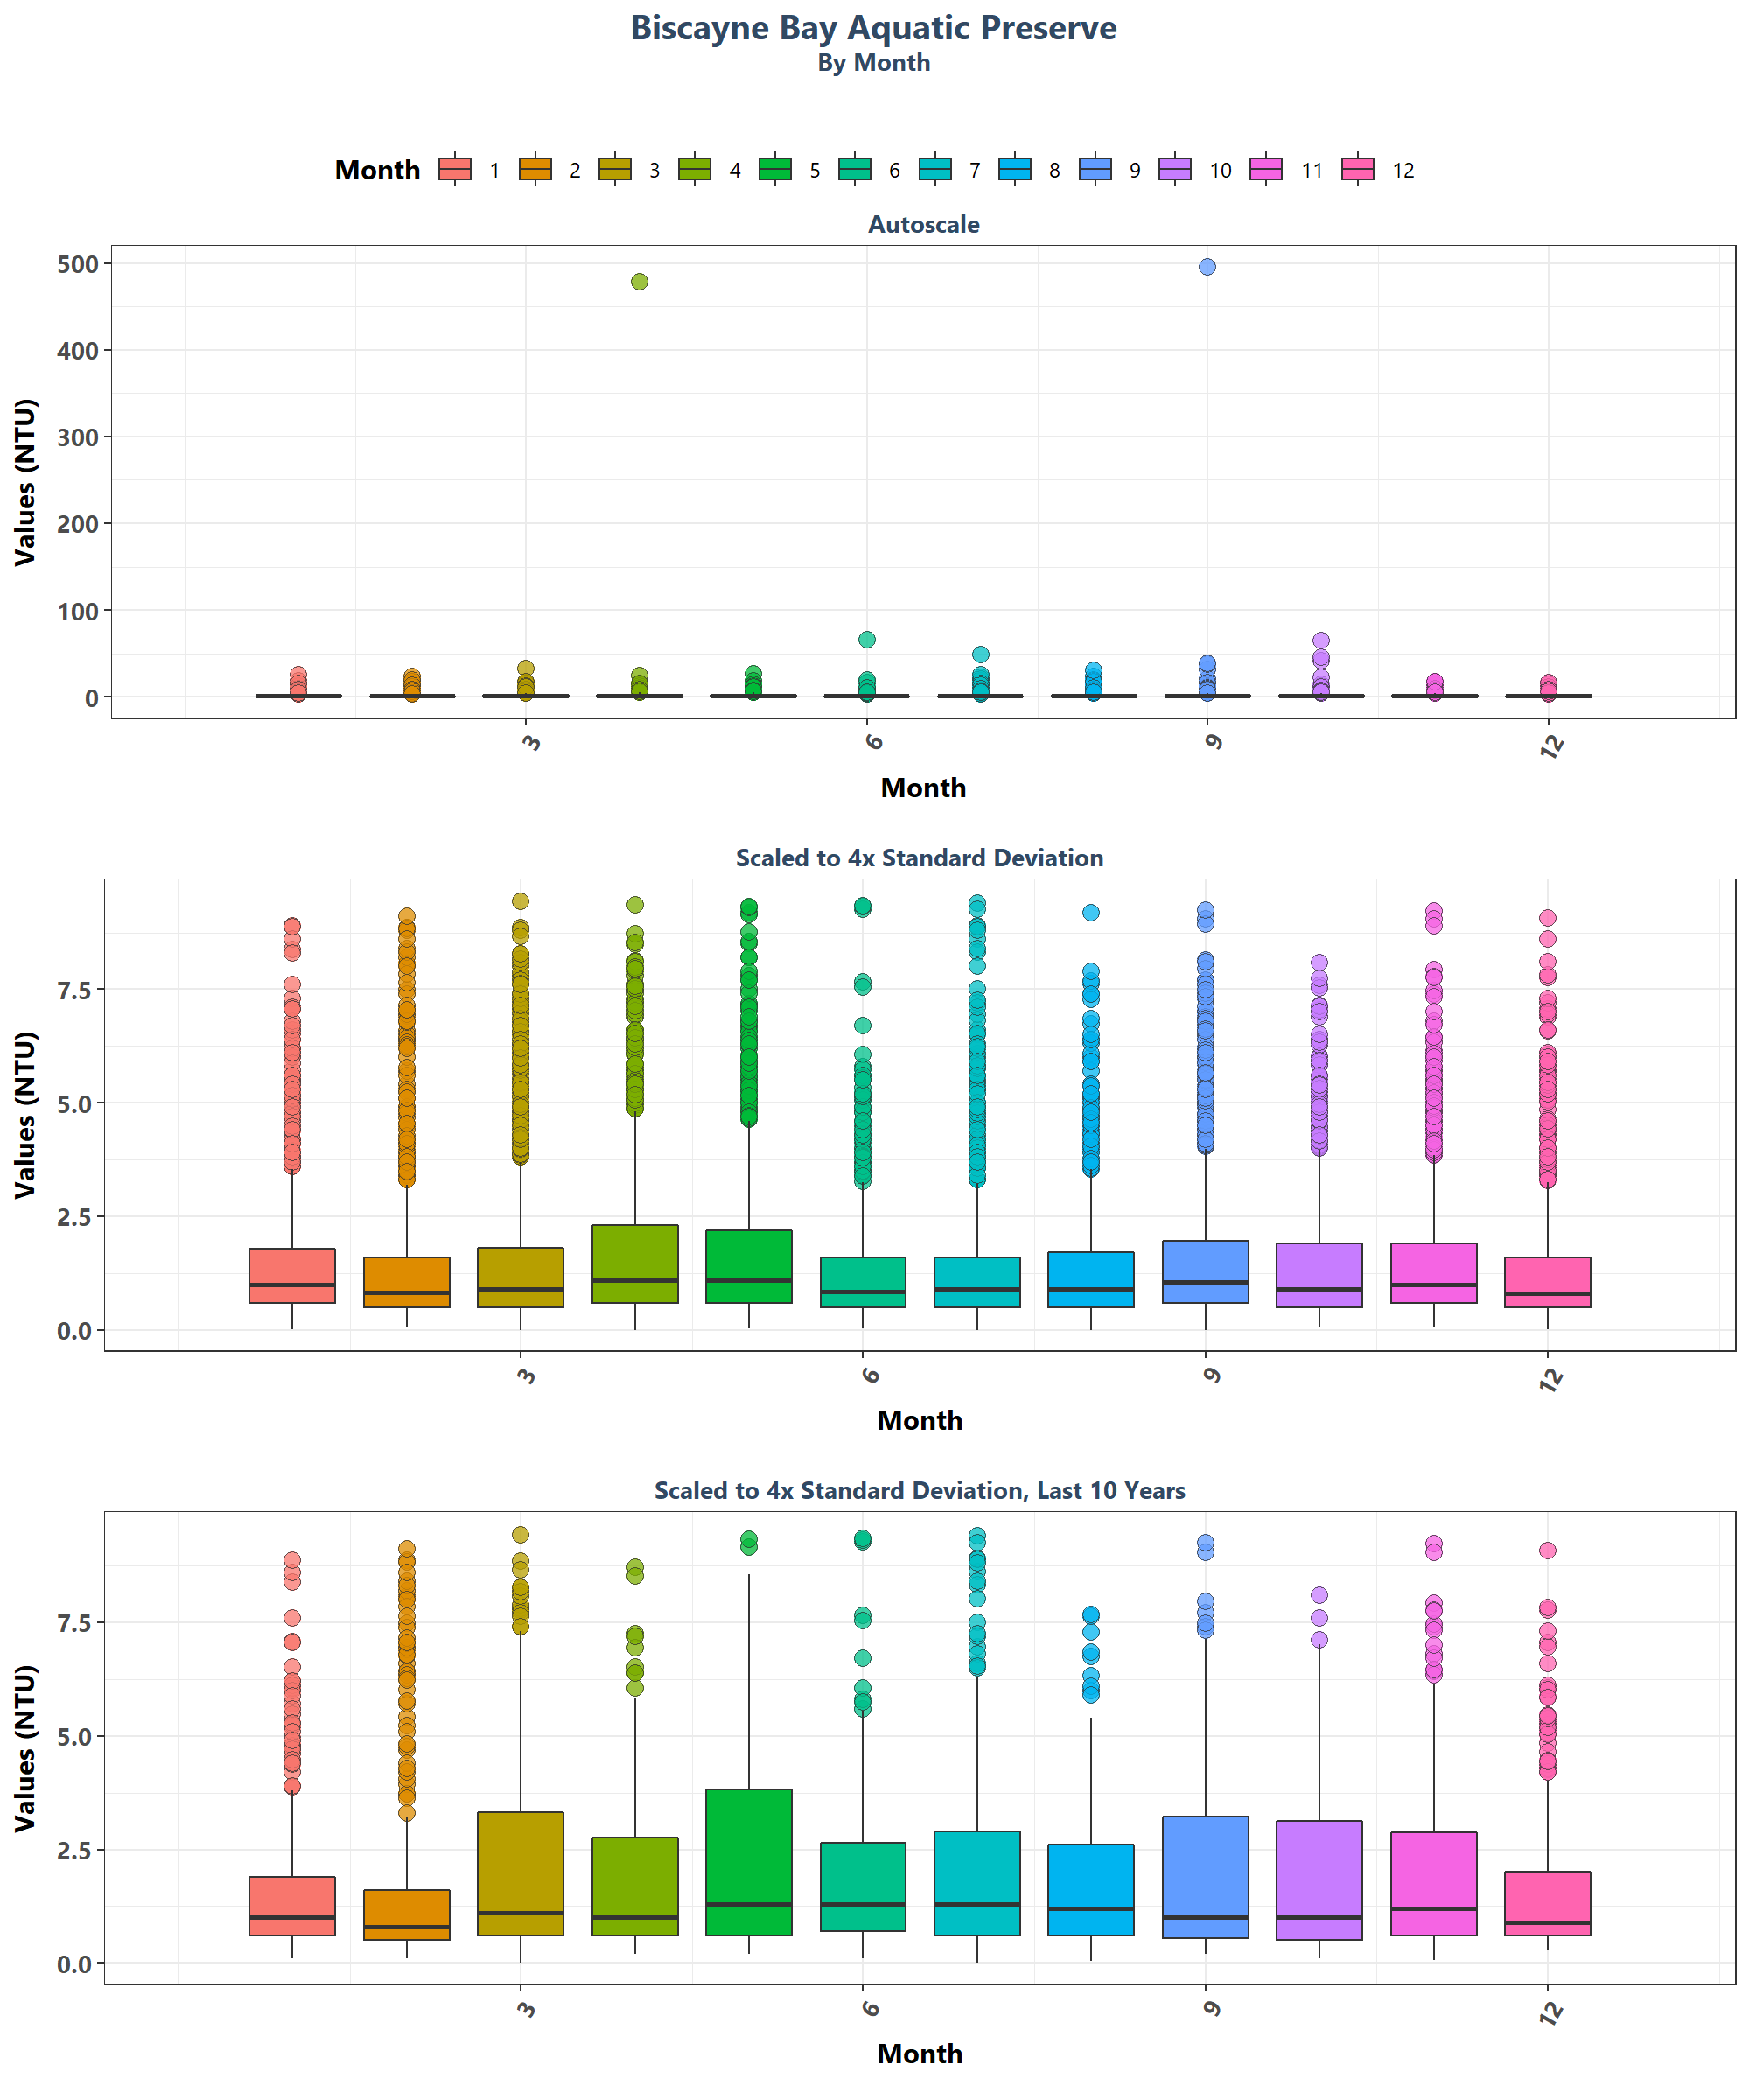 Biscayne Bay Aquatic Preserve
By Month
Month 1 2 3 4 5 6 7 8 9 10 11 12
Autoscale
Values (NTU)
500
400
300
200
100
0
3 6 9 12
Month
Scaled to 4x Standard Deviation
Values (NTU)
7.5
5.0
2.5
0.0
3 6 9 12
Month
Scaled to 4x Standard Deviation, Last 10 Years
Values (NTU)
7.5
5.0
2.5
0.0
3 6 9 12
Month